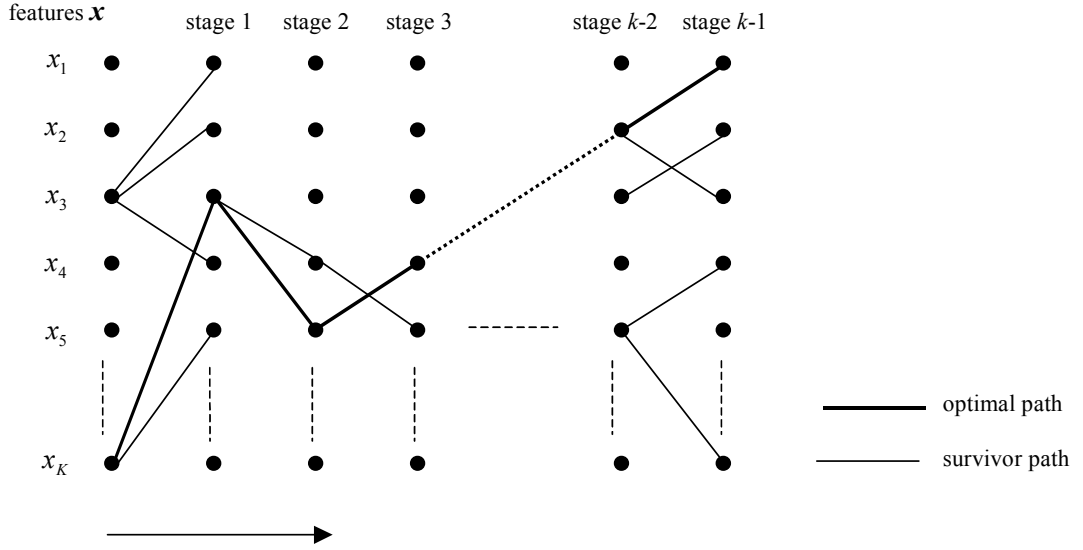 features x
stage 1 stage 2 stage 3 stage k-2 stage k-1
x₁
x₂
x₃
x₄
x₅
x_K
optimal path
survivor path